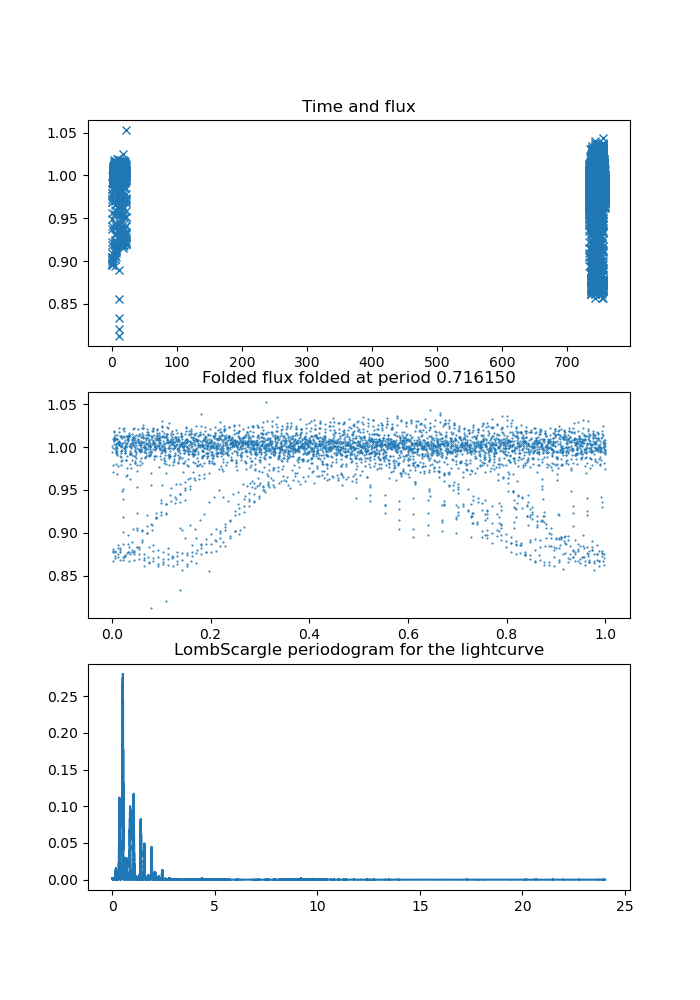 Time and flux
1.05
1.00
0.95
0.90
0.85
0 100 200 300 400 500 600 700
Folded flux folded at period 0.716150
1.05
1.00
0.95
0.90
0.85
0.0 0.2 0.4 0.6 0.8 1.0
LombScargle periodogram for the lightcurve
0.25
0.20
0.15
0.10
0.05
0.00
0 5 10 15 20 25